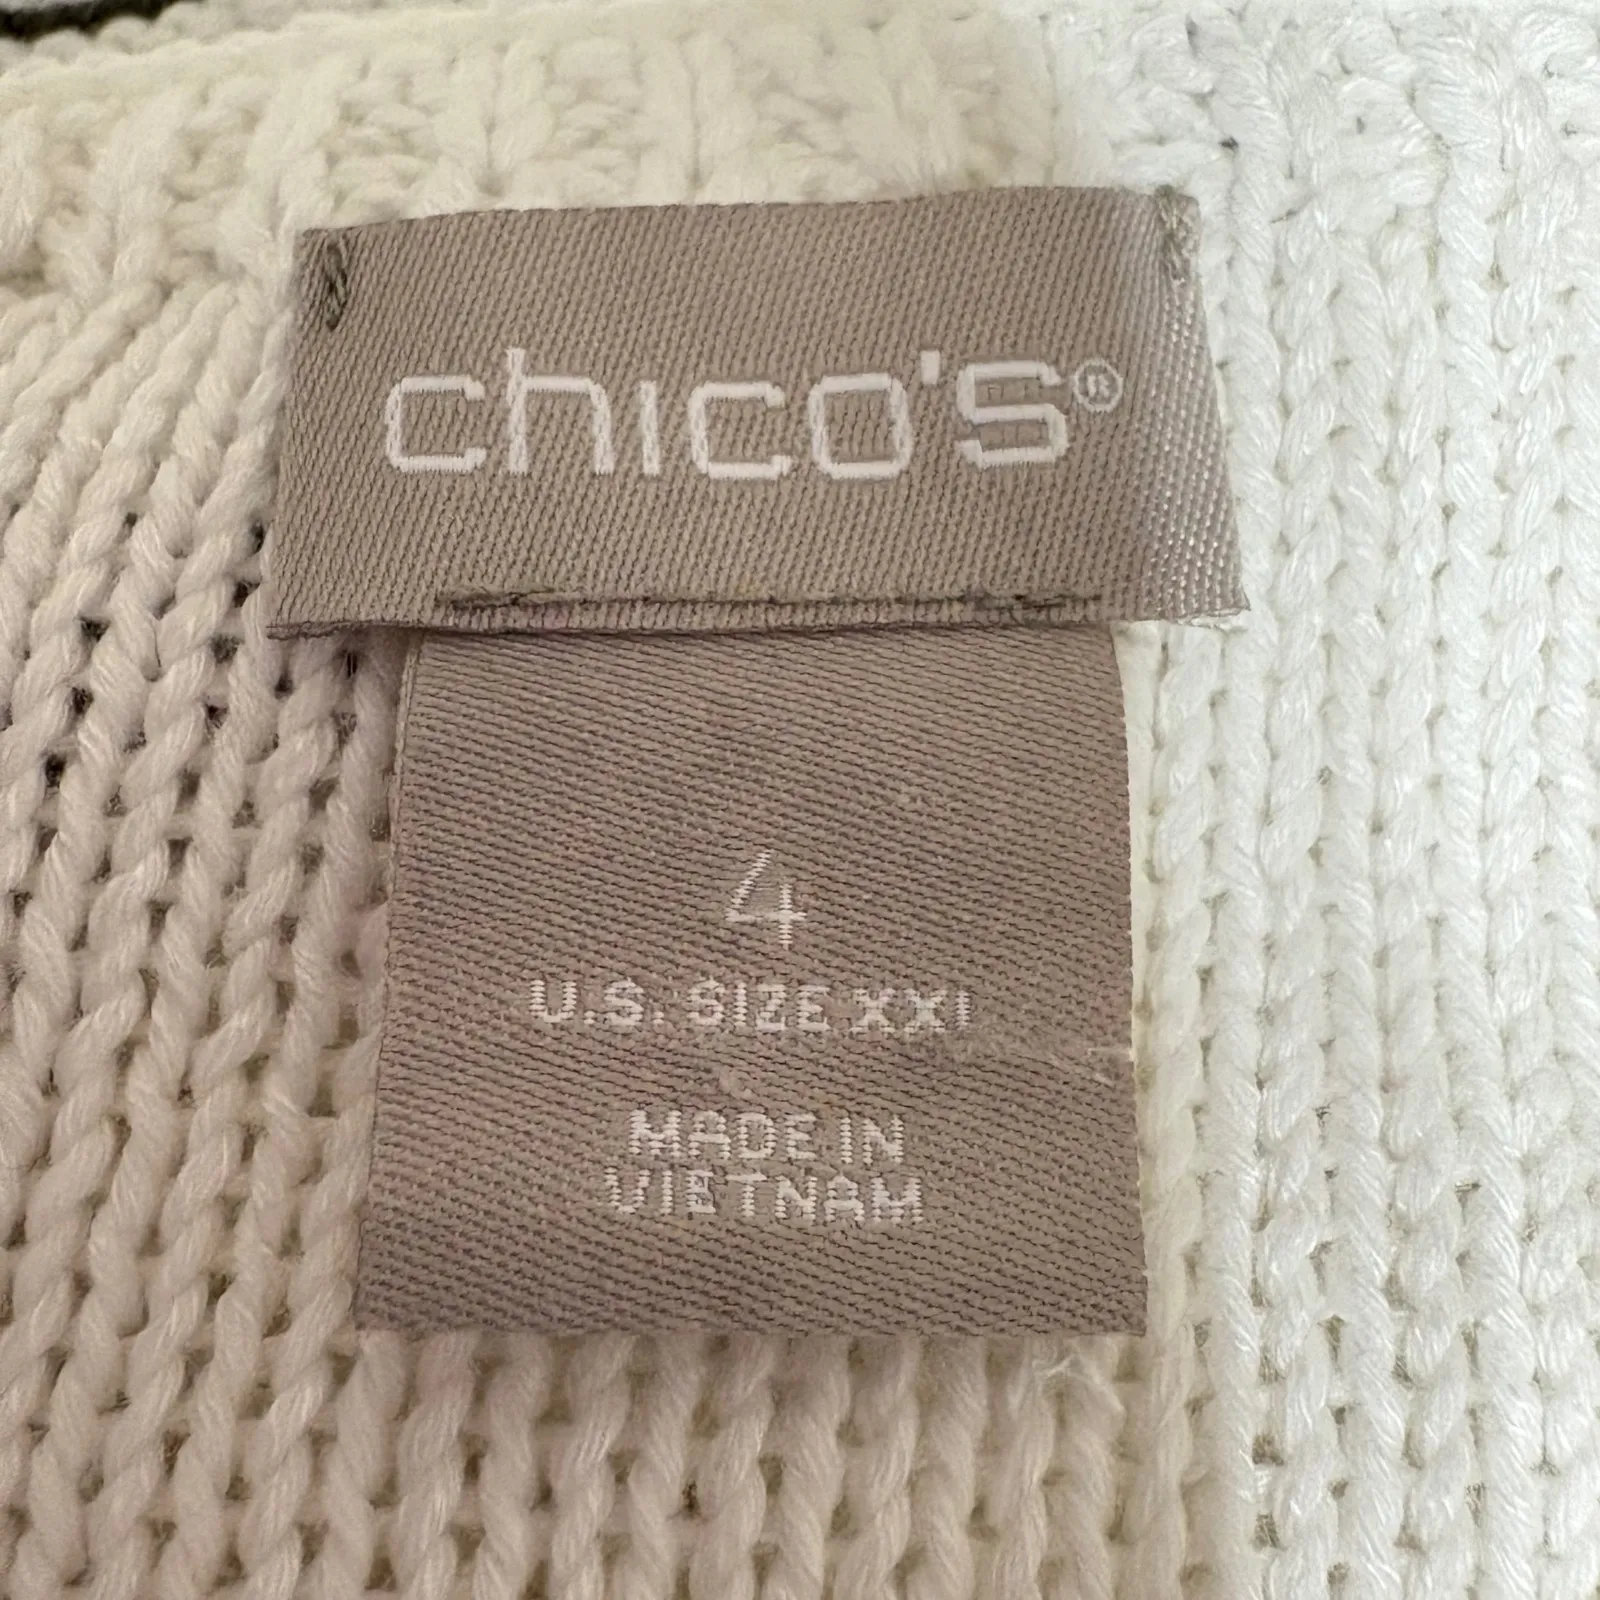 chico's®
4
U.S. SIZE XXL
MADE IN
VIETNAM